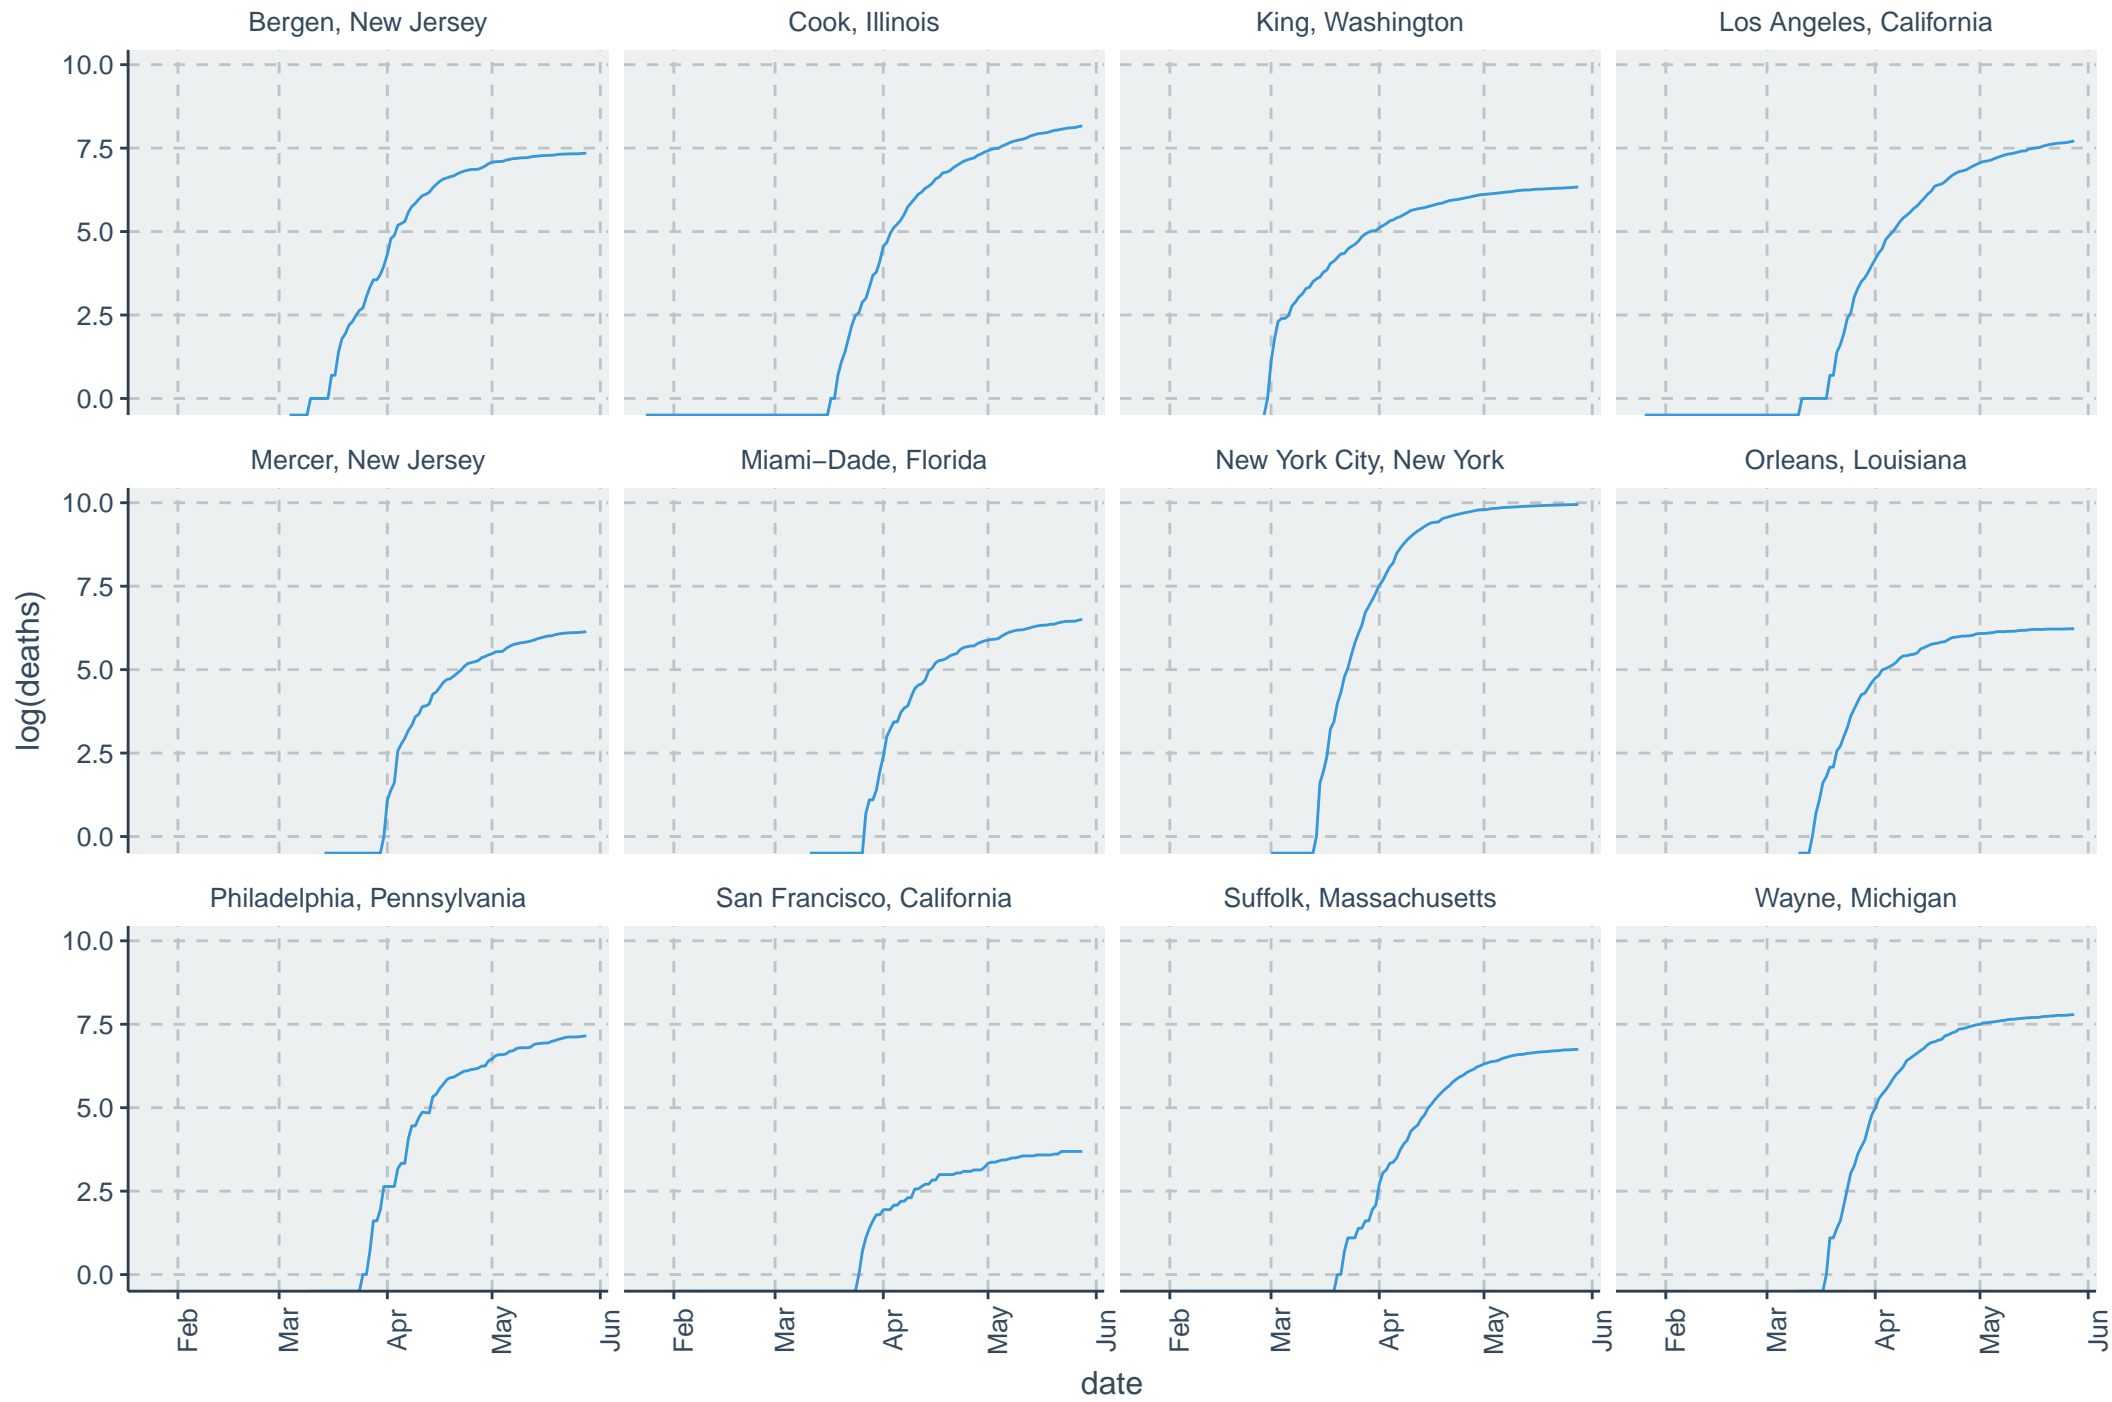 Bergen, New Jersey
Cook, Illinois
King, Washington
Los Angeles, California
10.0
7.5
5.0
2.5
0.0
Mercer, New Jersey
Miami−Dade, Florida
New York City, New York
Orleans, Louisiana
10.0
7.5
5.0
2.5
0.0
log(deaths)
Philadelphia, Pennsylvania
San Francisco, California
Suffolk, Massachusetts
Wayne, Michigan
10.0
7.5
5.0
2.5
0.0
Feb
Mar
Apr
May
Jun
Feb
Mar
Apr
May
Jun
Feb
Mar
Apr
May
Jun
Feb
Mar
Apr
May
Jun
date